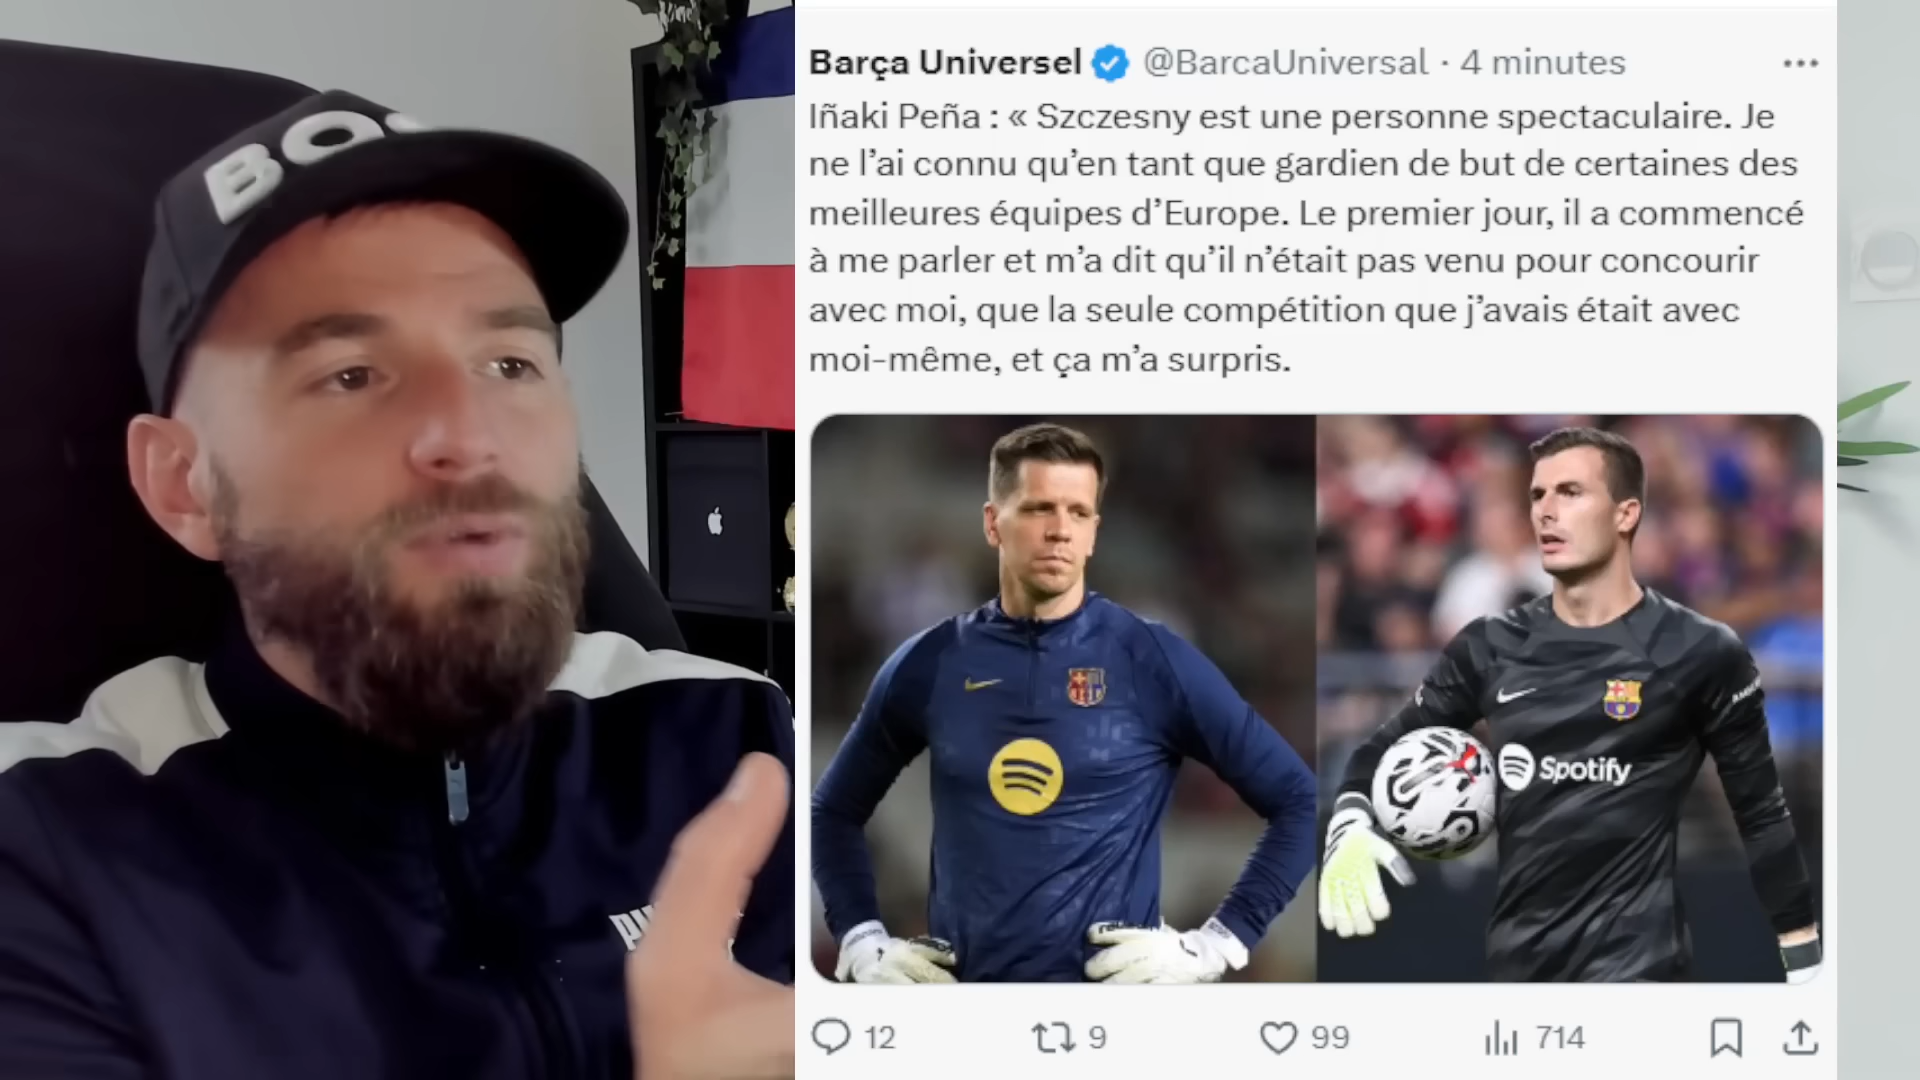 Barça Universel @BarcaUniversal · 4 minutes
Iñaki Peña : « Szczesny est une personne spectaculaire. Je
ne l’ai connu qu’en tant que gardien de but de certaines des
meilleures équipes d’Europe. Le premier jour, il a commencé
à me parler et m’a dit qu’il n’était pas venu pour concourir
avec moi, que la seule compétition que j’avais était avec
moi-même, et ça m’a surpris.
Spotify
12 9 99 714